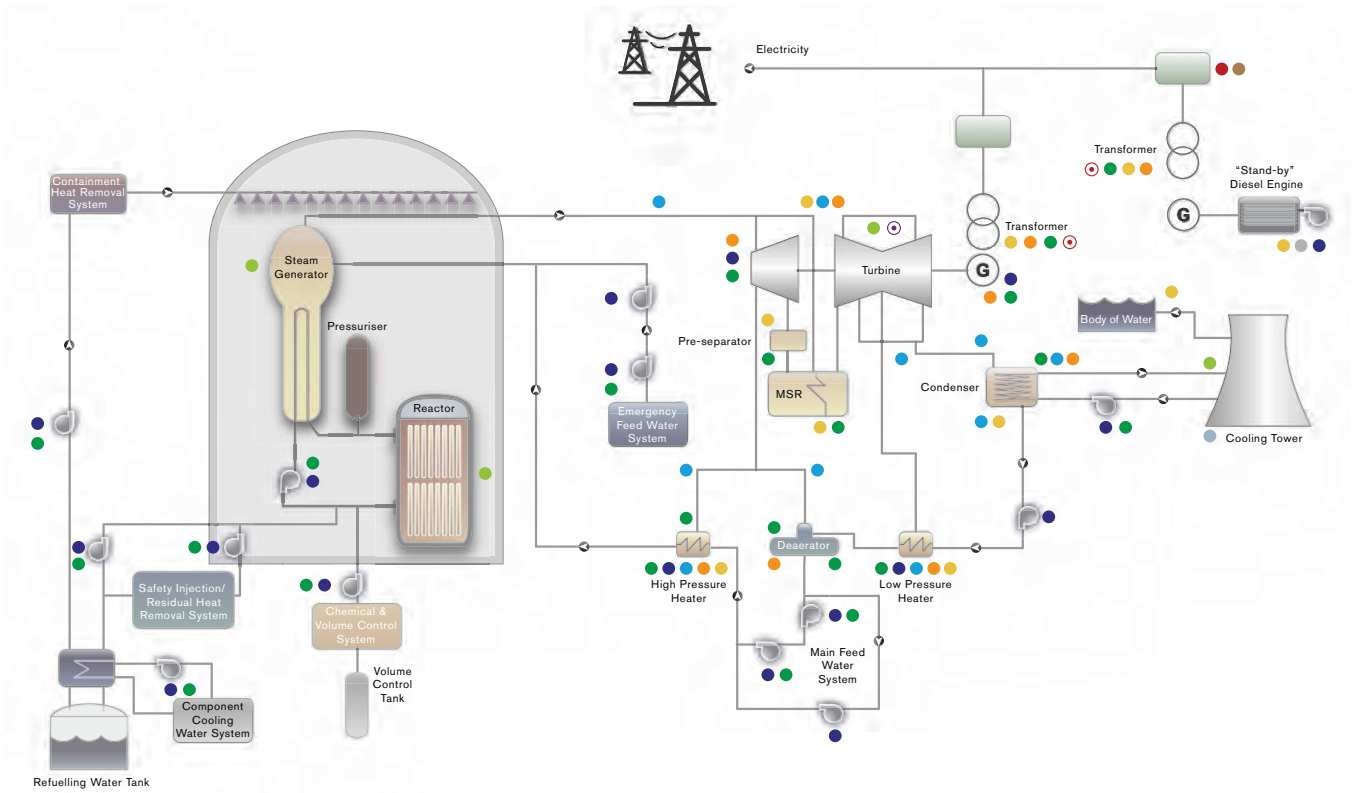 Electricity
Transformer
"Stand-by"
Diesel Engine
G
Containment
Heat Removal
System
Steam
Generator
Transformer
Turbine
G
Body of Water
Pressuriser
Pre-separator
MSR
Condenser
Reactor
Emergency
Feed Water
System
Cooling Tower
Deaerator
High Pressure
Heater
Low Pressure
Heater
Safety Injection/
Residual Heat
Removal System
Chemical &
Volume Control
System
Main Feed
Water
System
Volume
Control
Tank
Component
Cooling
Water System
Refuelling Water Tank